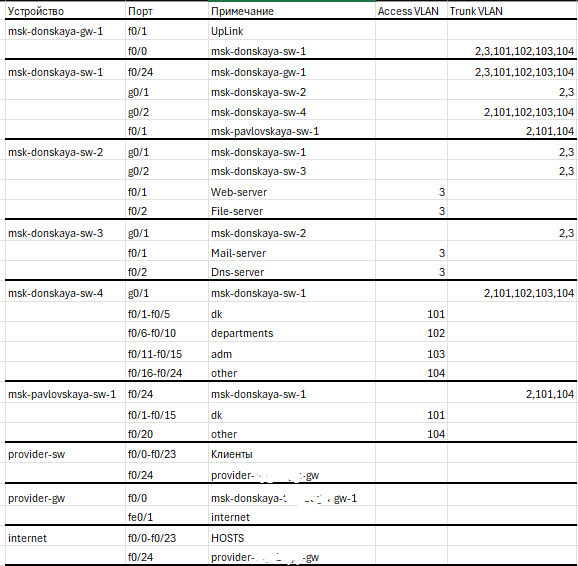 Устройство Порт Примечание Access VLAN Trunk VLAN
msk-donskaya-gw-1 f0/1 UpLink
f0/0 msk-donskaya-sw-1 2,3,101,102,103,104
msk-donskaya-sw-1 f0/24 msk-donskaya-gw-1 2,3,101,102,103,104
g0/1 msk-donskaya-sw-2 2,3
g0/2 msk-donskaya-sw-4 2,101,102,103,104
f0/1 msk-pavlovskaya-sw-1 2,101,104
msk-donskaya-sw-2 g0/1 msk-donskaya-sw-1 2,3
g0/2 msk-donskaya-sw-3 2,3
f0/1 Web-server 3
f0/2 File-server 3
msk-donskaya-sw-3 g0/1 msk-donskaya-sw-2 2,3
f0/1 Mail-server 3
f0/2 Dns-server 3
msk-donskaya-sw-4 g0/1 msk-donskaya-sw-1 2,101,102,103,104
f0/1-f0/5 dk 101
f0/6-f0/10 departments 102
f0/11-f0/15 adm 103
f0/16-f0/24 other 104
msk-pavlovskaya-sw-1 f0/24 msk-donskaya-sw-1 2,101,104
f0/1-f0/15 dk 101
f0/20 other 104
provider-sw f0/0-f0/23 Клиенты
f0/24 provider- -gw
provider-gw f0/0 msk-donskaya- gw-1
fe0/1 internet
internet f0/0-f0/23 HOSTS
f0/24 provider- -gw